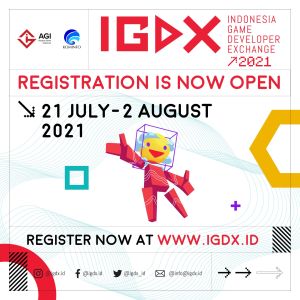 AGI
KOMINFO
IGDX
INDONESIA
GAME
DEVELOPER
EXCHANGE
↗2021
REGISTRATION IS NOW OPEN
21 JULY-2 AUGUST
2021
REGISTER NOW AT WWW.IGDX.ID
@igdx.id @igdx.id @igdx_id @info@igdx.id